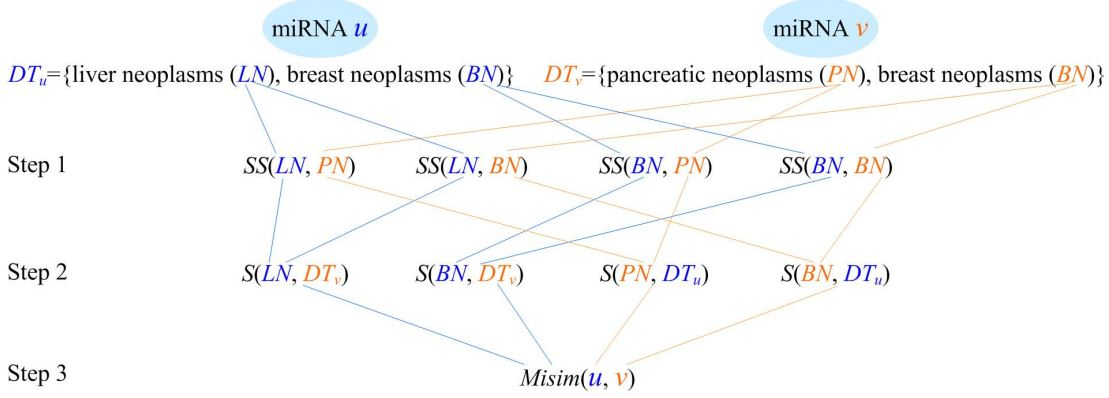 miRNA u miRNA v
DTu={liver neoplasms (LN), breast neoplasms (BN)} DTv={pancreatic neoplasms (PN), breast neoplasms (BN)}
Step 1 SS(LN, PN) SS(LN, BN) SS(BN, PN) SS(BN, BN)
Step 2 S(LN, DTv) S(BN, DTv) S(PN, DTu) S(BN, DTu)
Step 3 Misim(u, v)